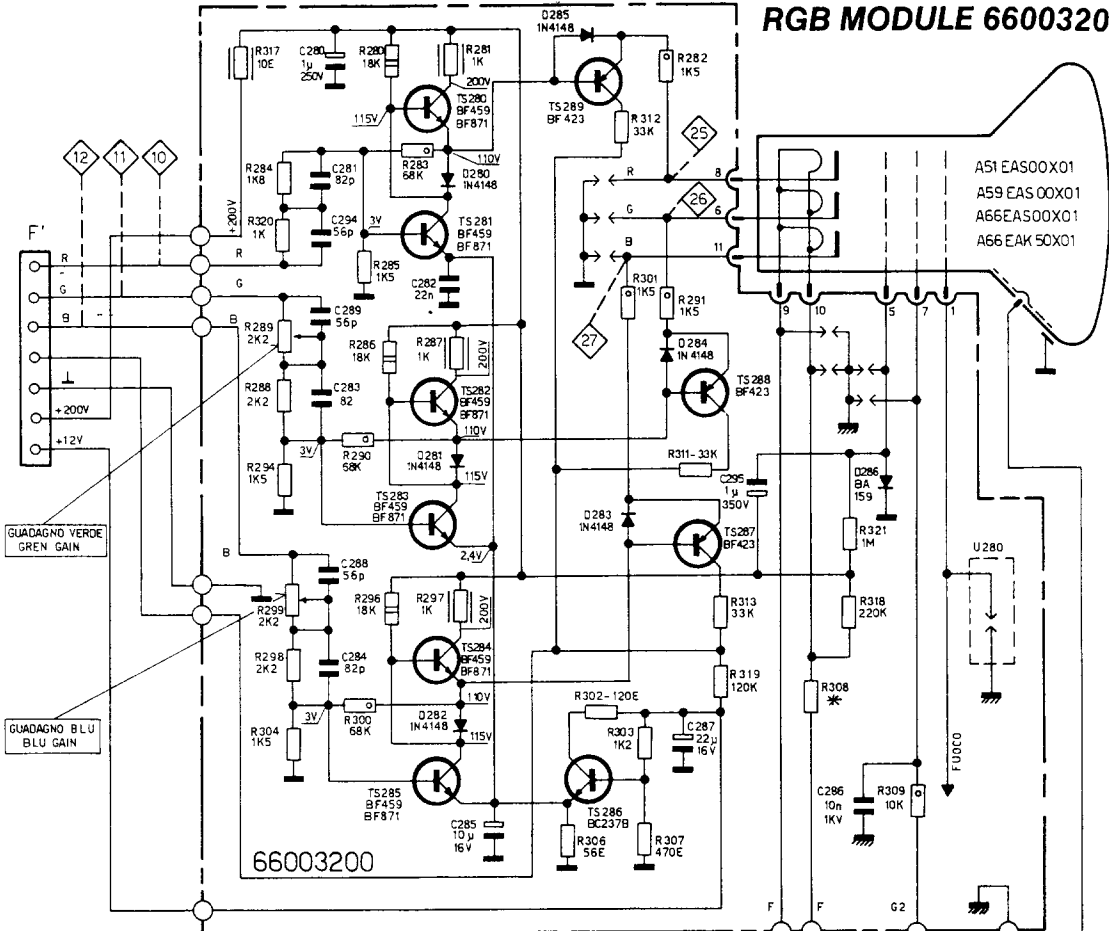 RGB MODULE 6600320
D285
1N4148
R317
10E
C280
1µ
250V
R280
18K
R281
1K
200V
TS280
BF459
BF871
115V
TS289
BF423
R282
1K5
R312
33K
25
12
11
10
R284
1K8
C281
82p
R283
68K
110V
D280
1N4148
R320
1K
C294
56p
3V
TS281
BF459
BF871
R
8
26
G
6
B
11
A51 EAS00X01
A59 EAS 00X01
A66EAS00X01
A66 EAK 50X01
+200V
F'
R
R
R285
1K5
C282
22n
G
G
B
B
R289
2K2
C289
56p
R286
18K
R287
1K
200V
R301
1K5
R291
1K5
27
9
10
5
7
1
D284
1N4148
TS288
BF423
R288
2K2
C283
82
TS282
BF459
BF871
110V
+200V
+12V
3V
R290
68K
D281
1N4148
115V
R311-33K
R294
1K5
TS283
BF459
BF871
2,4V
C295
1µ
350V
D286
BA
159
D283
1N4148
TS287
BF423
R321
1M
U280
GUADAGNO VERDE
GREN GAIN
B
C288
56p
R299
2K2
R296
18K
R297
1K
200V
R313
33K
R318
220K
R298
2K2
C284
82p
TS284
BF459
BF871
110V
R319
120K
R308
*
3V
R300
68K
D282
1N4148
115V
R302-120E
R303
1K2
C287
22µ
16V
R304
1K5
GUADAGNO BLU
BLU GAIN
TS285
BF459
BF871
TS286
BC237B
FUOCO
C285
10µ
16V
R306
56E
R307
470E
C286
10n
1KV
R309
10K
66003200
F
F
G2